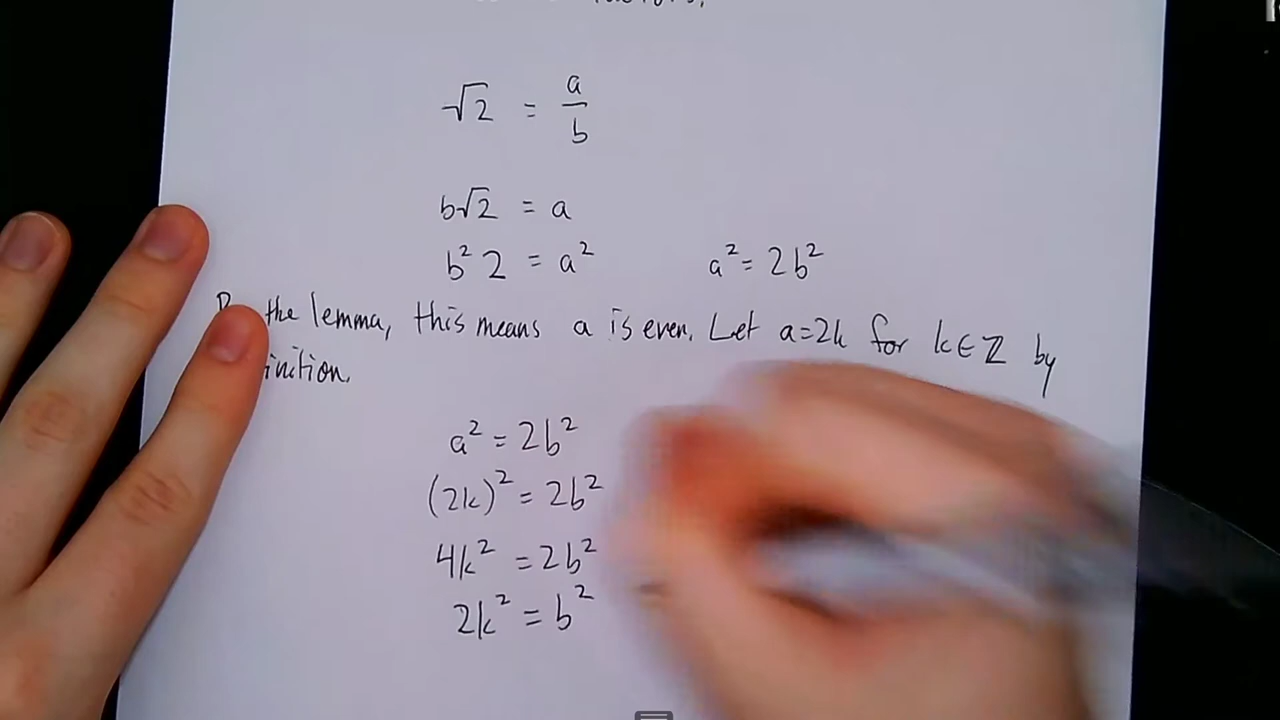 √2 = a/b
b√2 = a
b² 2 = a² a² = 2b²
the lemma, this means a is even. Let a=2k for k∈ℤ by
a² = 2b²
(2k)² = 2b²
4k² = 2b²
2k² = b²